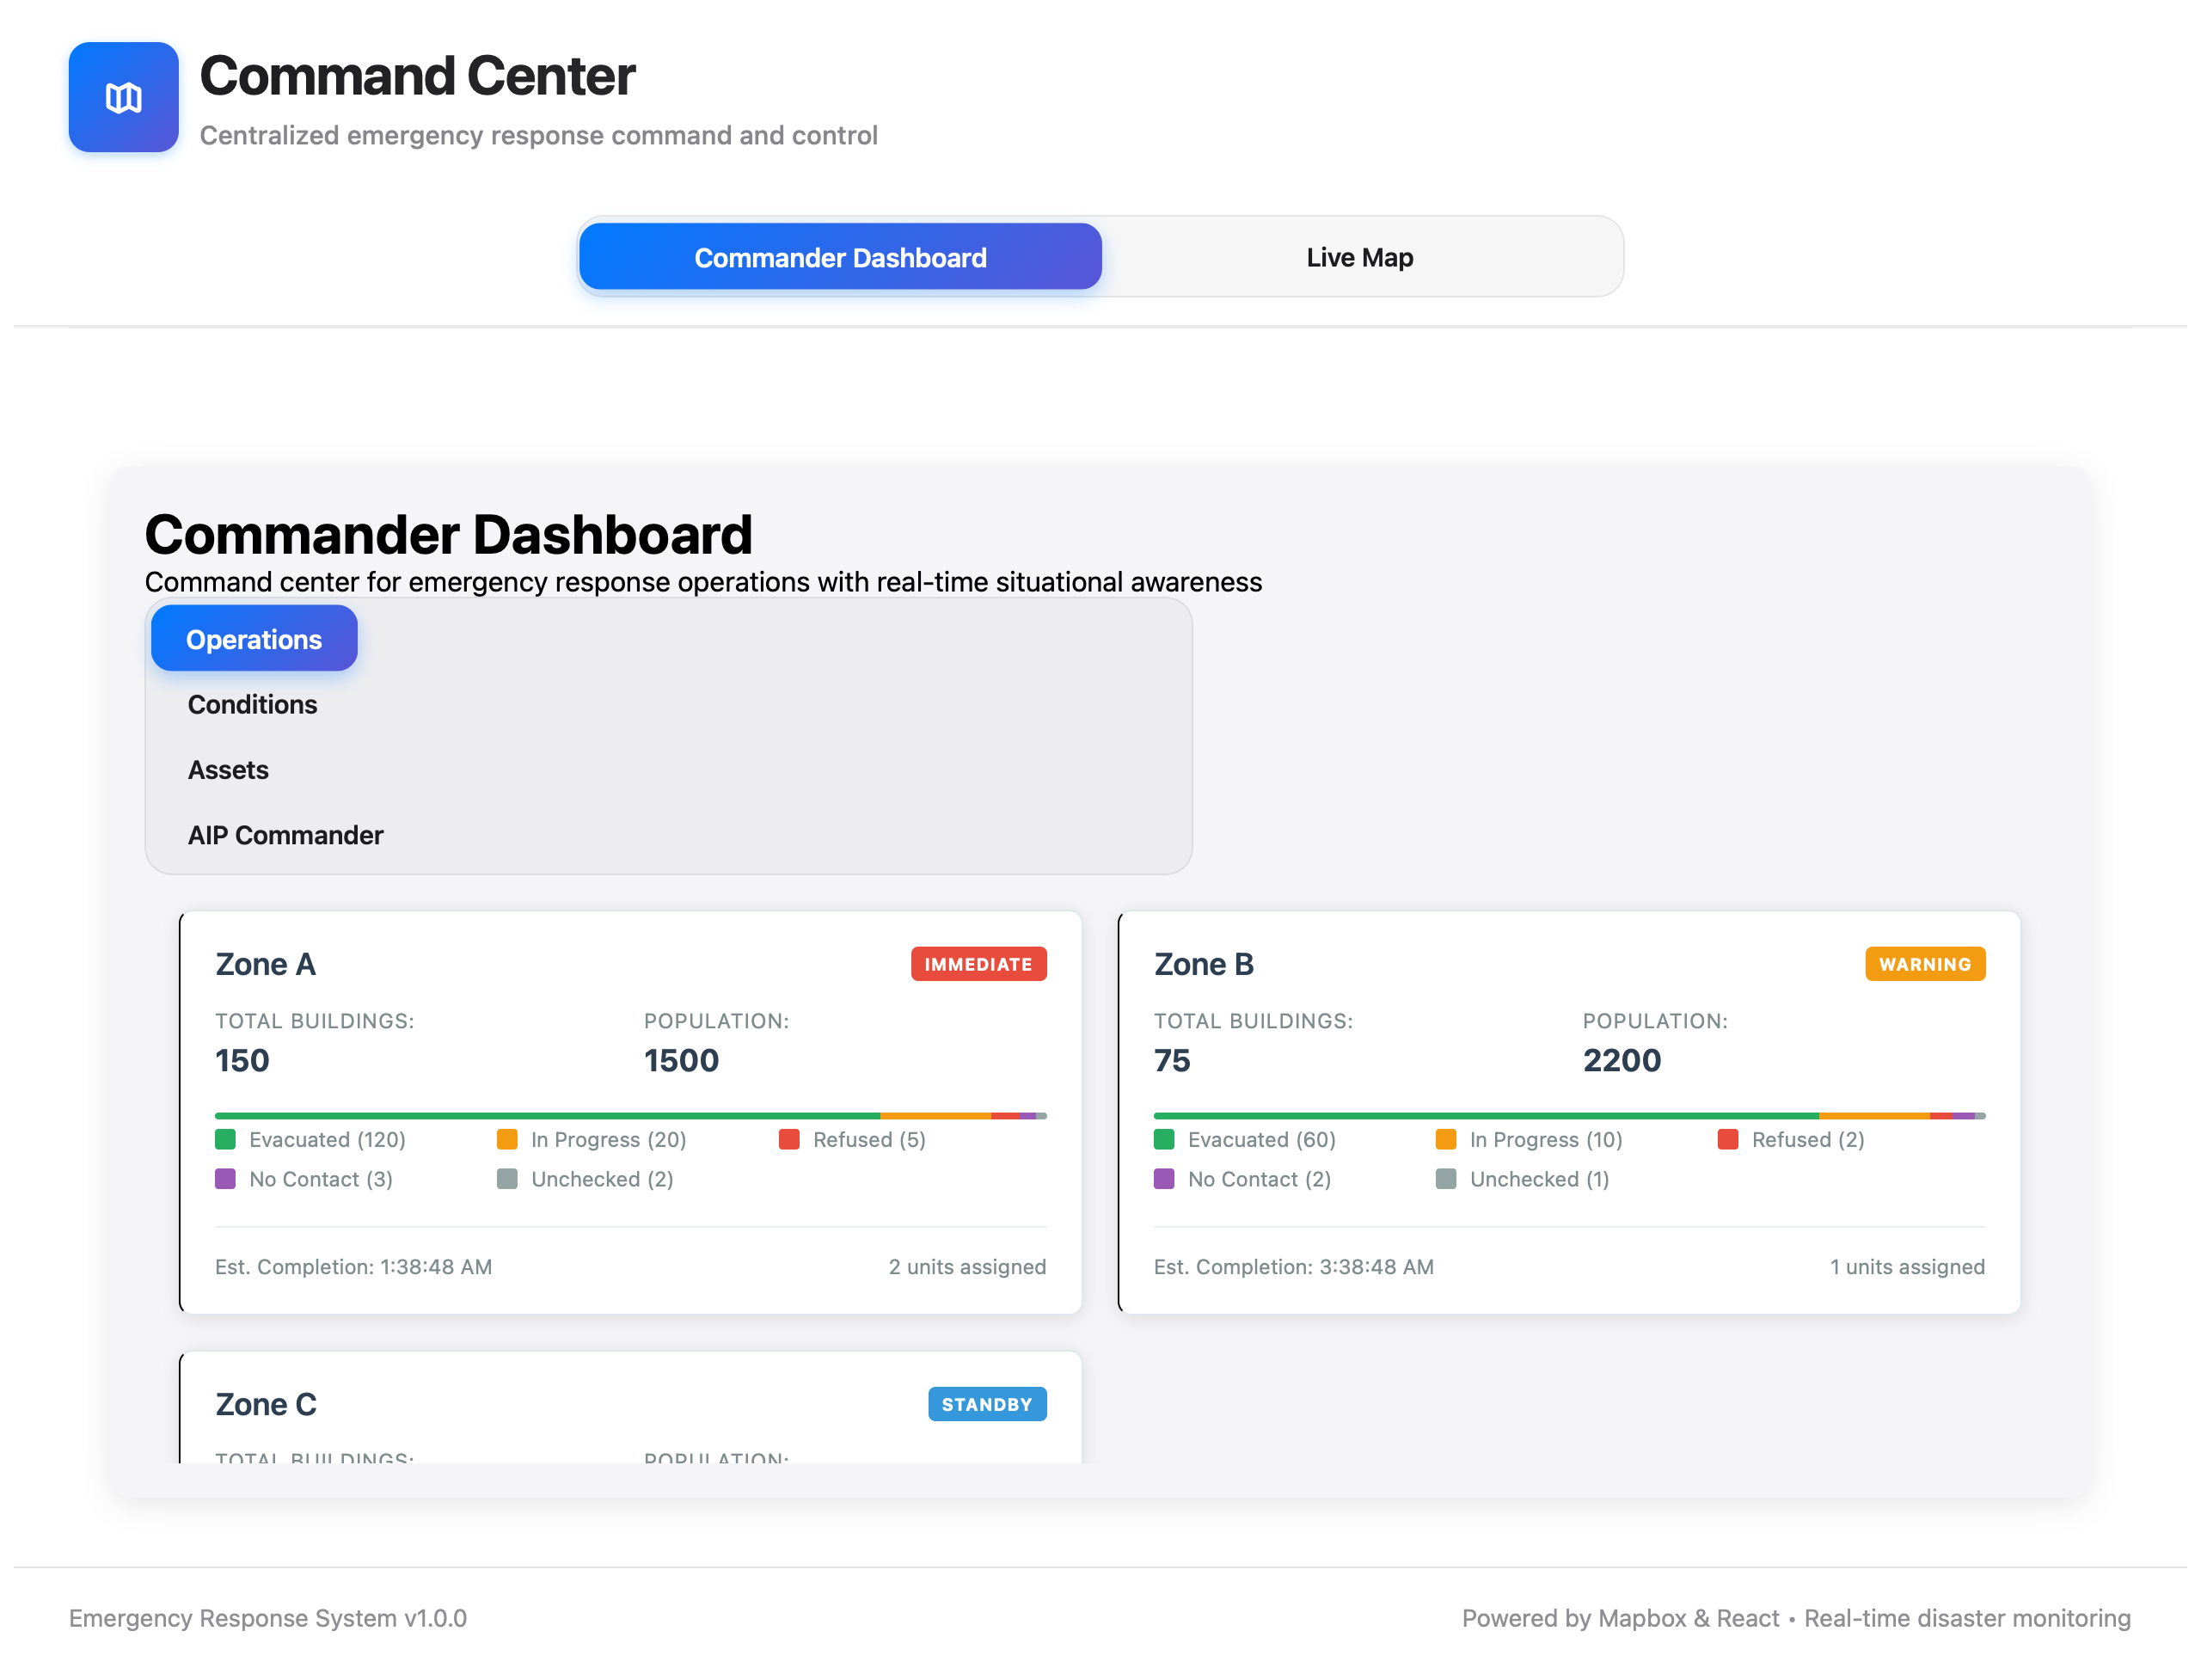 Command Center
Centralized emergency response command and control
Commander Dashboard Live Map
Commander Dashboard
Command center for emergency response operations with real-time situational awareness
Operations
Conditions
Assets
AIP Commander
Zone A IMMEDIATE
TOTAL BUILDINGS: POPULATION:
150 1500
Evacuated (120) In Progress (20) Refused (5)
No Contact (3) Unchecked (2)
Est. Completion: 1:38:48 AM 2 units assigned
Zone B WARNING
TOTAL BUILDINGS: POPULATION:
75 2200
Evacuated (60) In Progress (10) Refused (2)
No Contact (2) Unchecked (1)
Est. Completion: 3:38:48 AM 1 units assigned
Zone C STANDBY
TOTAL BUILDINGS: POPULATION:
Emergency Response System v1.0.0 Powered by Mapbox & React • Real-time disaster monitoring